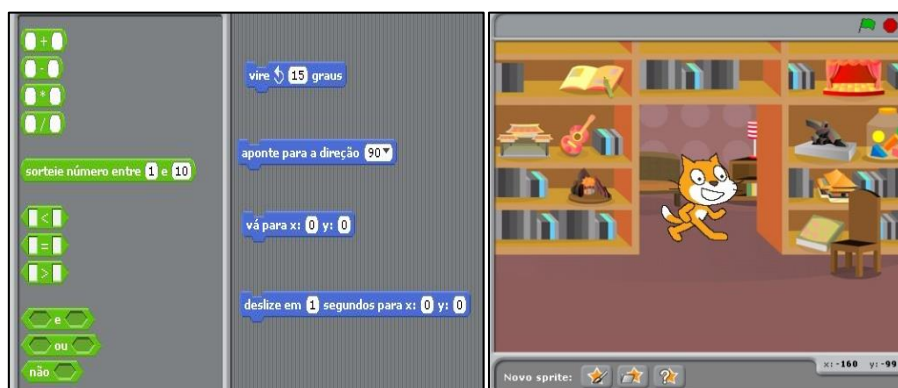 +
-
*
/
sorteie número entre 1 e 10
<
=
>
e
ou
não
vire 15 graus
aponte para a direção 90
vá para x: 0 y: 0
deslize em 1 segundos para x: 0 y: 0
Novo sprite:
x: -160 y: -99